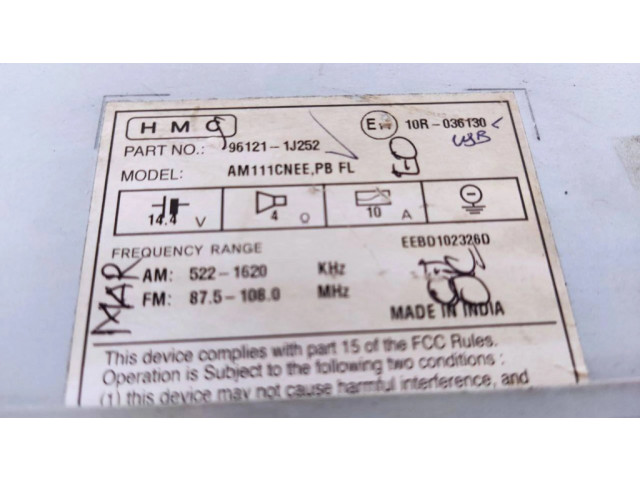 HMC
10R-036130
USB
PART NO.: 96121-1J252
MODEL: AM111CNEE,PB FL
14.4 V
4 Ω
10 A
FREQUENCY RANGE
EEBD102326D
AM: 522-1620 KHz
FM: 87.5-108.0 MHz
MAR
MADE IN INDIA
This device complies with part 15 of the FCC Rules.
Operation is Subject to the following two conditions :
(1) this device may not cause harmful interference, and